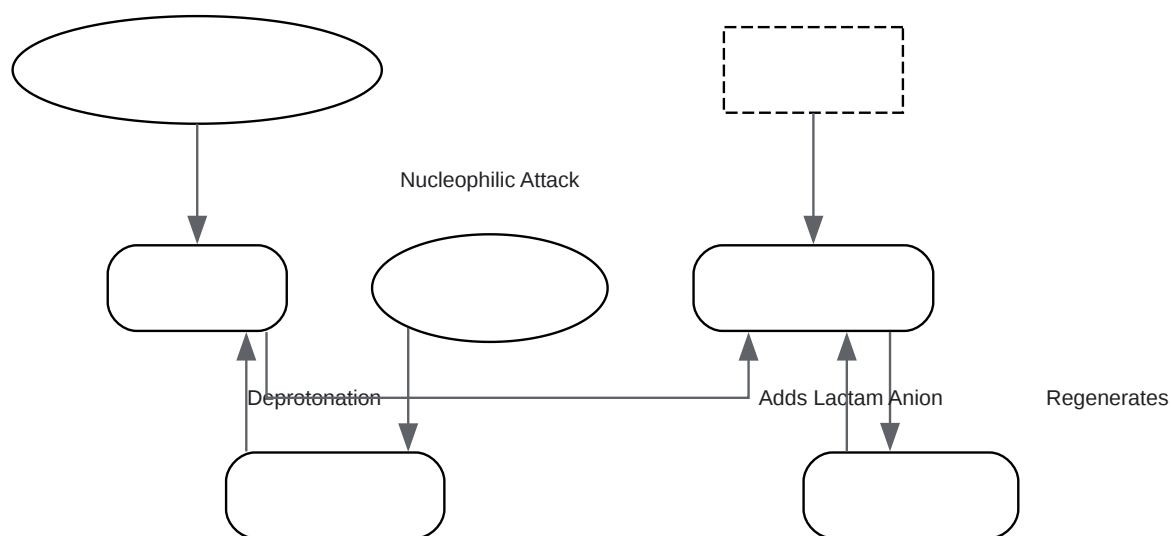 Nucleophilic Attack
Deprotonation
Adds Lactam Anion
Regenerates